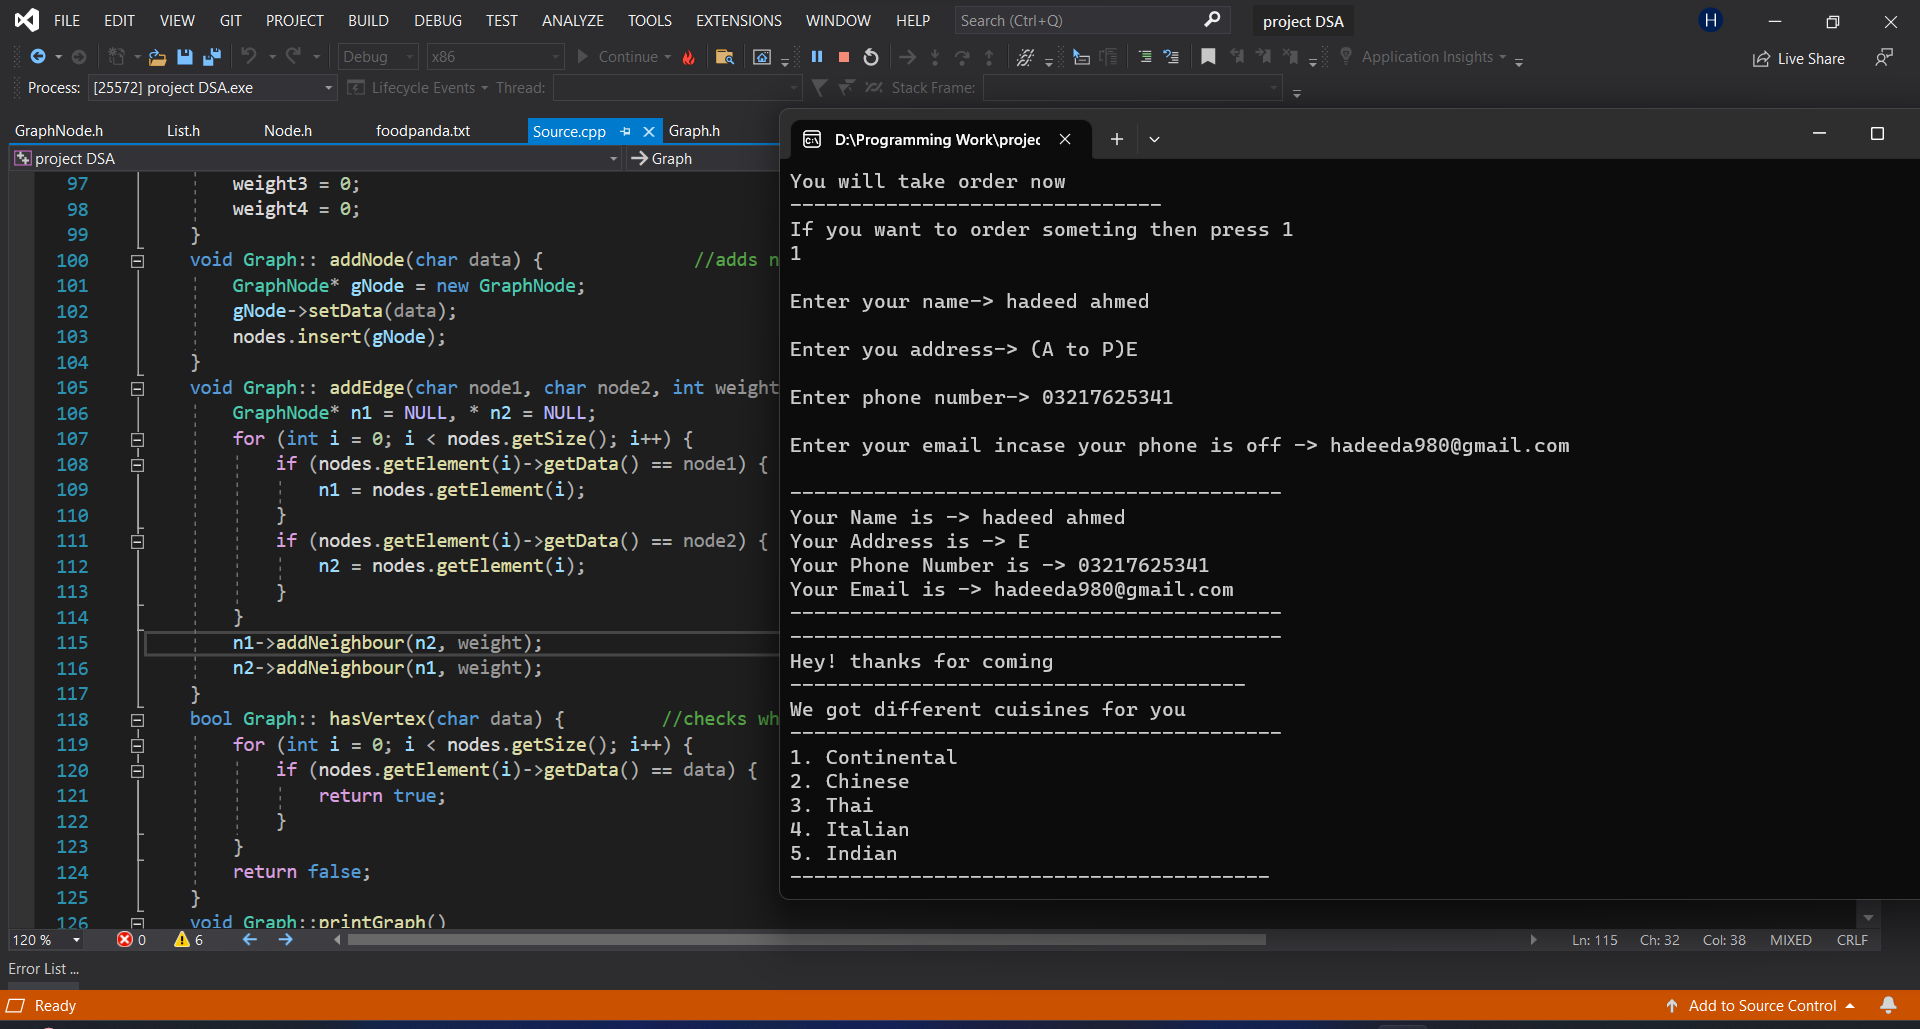 FILE EDIT VIEW GIT PROJECT BUILD DEBUG TEST ANALYZE TOOLS EXTENSIONS WINDOW HELP Search (Ctrl+Q) project DSA H
Debug x86 Continue Application Insights Live Share
Process: [25572] project DSA.exe Lifecycle Events Thread: Stack Frame:
GraphNode.h List.h Node.h foodpanda.txt Source.cpp Graph.h
project DSA Graph
97 weight3 = 0;
98 weight4 = 0;
99 }
100 void Graph:: addNode(char data) { //adds n
101 GraphNode* gNode = new GraphNode;
102 gNode->setData(data);
103 nodes.insert(gNode);
104 }
105 void Graph:: addEdge(char node1, char node2, int weight
106 GraphNode* n1 = NULL, * n2 = NULL;
107 for (int i = 0; i < nodes.getSize(); i++) {
108 if (nodes.getElement(i)->getData() == node1) {
109 n1 = nodes.getElement(i);
110 }
111 if (nodes.getElement(i)->getData() == node2) {
112 n2 = nodes.getElement(i);
113 }
114 }
115 n1->addNeighbour(n2, weight);
116 n2->addNeighbour(n1, weight);
117 }
118 bool Graph:: hasVertex(char data) { //checks wh
119 for (int i = 0; i < nodes.getSize(); i++) {
120 if (nodes.getElement(i)->getData() == data) {
121 return true;
122 }
123 }
124 return false;
125 }
126 void Graph::printGraph()
D:\Programming Work\projec
You will take order now
-------------------------------
If you want to order someting then press 1
1
Enter your name-> hadeed ahmed
Enter you address-> (A to P)E
Enter phone number-> 03217625341
Enter your email incase your phone is off -> hadeeda980@gmail.com
-----------------------------------------
Your Name is -> hadeed ahmed
Your Address is -> E
Your Phone Number is -> 03217625341
Your Email is -> hadeeda980@gmail.com
-----------------------------------------
-----------------------------------------
Hey! thanks for coming
--------------------------------------
We got different cuisines for you
-----------------------------------------
1. Continental
2. Chinese
3. Thai
4. Italian
5. Indian
----------------------------------------
120 % 0 6 Ln: 115 Ch: 32 Col: 38 MIXED CRLF
Error List ...
Ready Add to Source Control